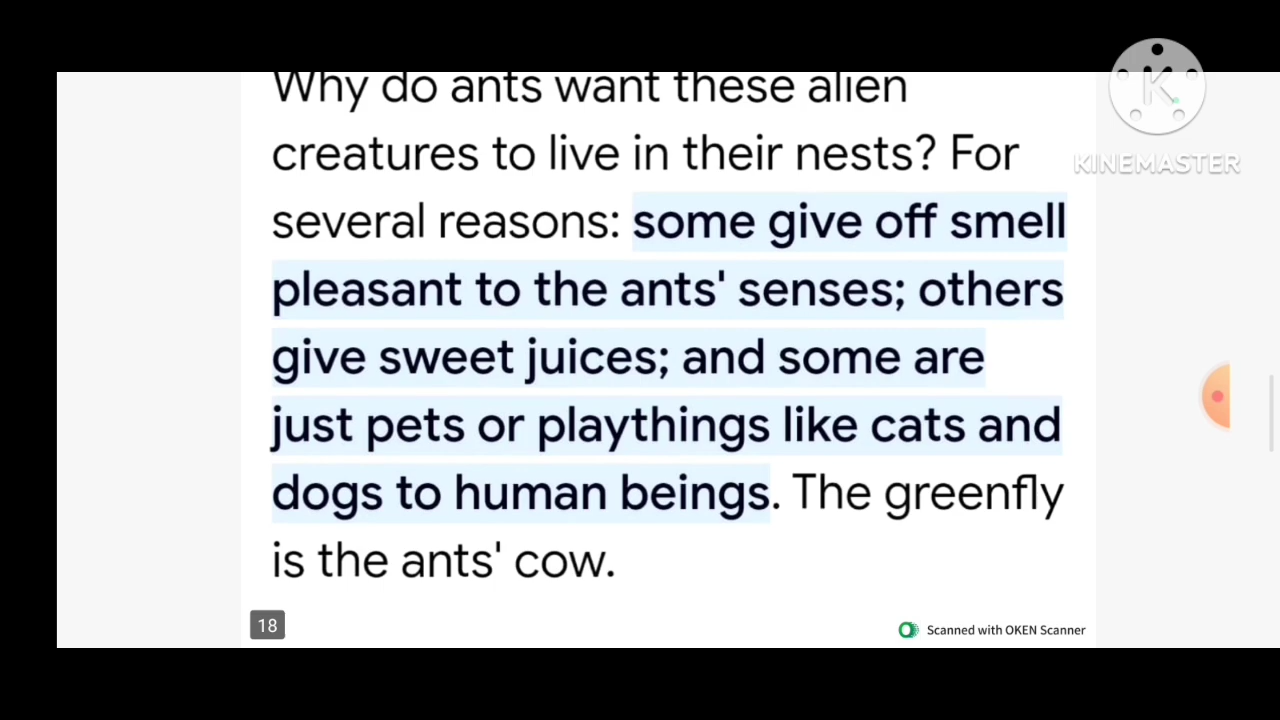 Why do ants want these alien
creatures to live in their nests? For
several reasons: some give off smell
pleasant to the ants' senses; others
give sweet juices; and some are
just pets or playthings like cats and
dogs to human beings. The greenfly
is the ants' cow.
18
Scanned with OKEN Scanner
K
KINEMASTER